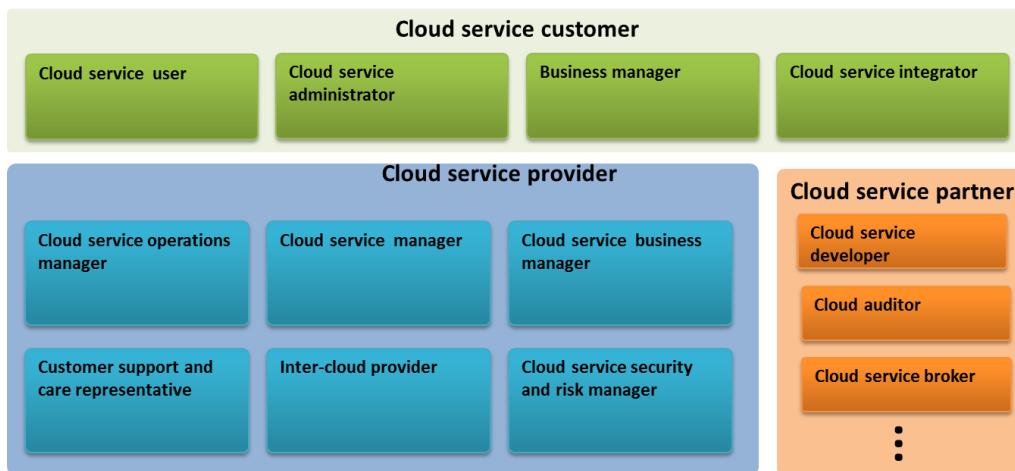 Cloud service customer
Cloud service user
Cloud service
administrator
Business manager
Cloud service integrator
Cloud service provider
Cloud service operations
manager
Cloud service manager
Cloud service business
manager
Customer support and
care representative
Inter-cloud provider
Cloud service security
and risk manager
Cloud service partner
Cloud service
developer
Cloud auditor
Cloud service broker